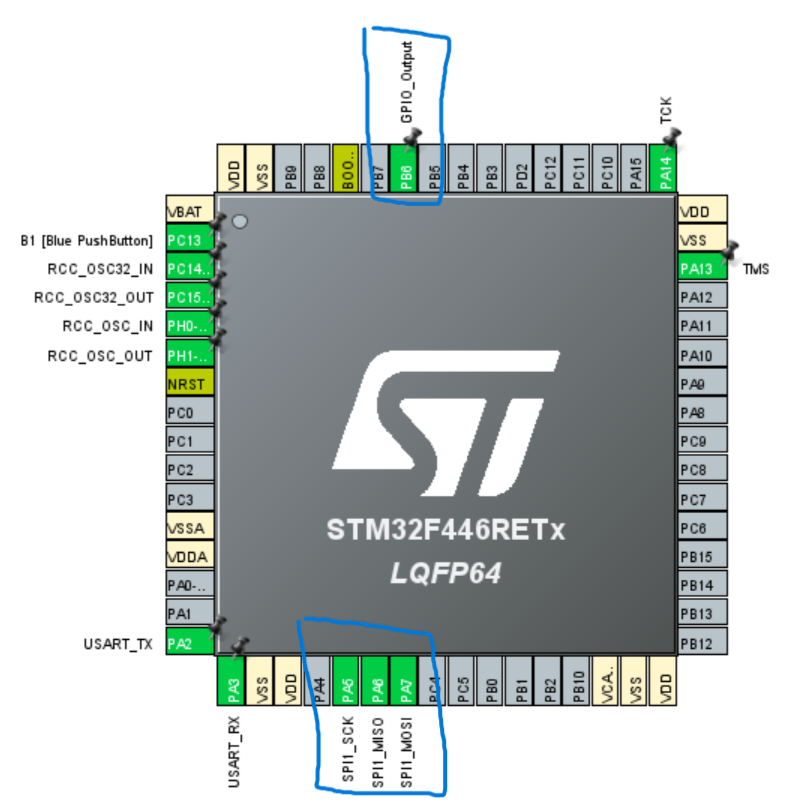 GPIO_Output
TCK
VDD
VSS
PB9
PB8
BOO..
PB7
PB6
PB5
PB4
PB3
PD2
PC12
PC11
PC10
PA15
PA14
VBAT
B1 [Blue PushButton] PC13
RCC_OSC32_IN PC14..
RCC_OSC32_OUT PC15..
RCC_OSC_IN PH0-..
RCC_OSC_OUT PH1-..
NRST
PC0
PC1
PC2
PC3
VSSA
VDDA
PA0-..
PA1
USART_TX PA2
VDD
VSS
PA13 TMS
PA12
PA11
PA10
PA9
PA8
PC9
PC8
PC7
PC6
PB15
PB14
PB13
PB12
ST
STM32F446RETx
LQFP64
PA3
VSS
VDD
PA4
PA5
PA6
PA7
PC4
PC5
PB0
PB1
PB2
PB10
VCA..
VSS
VDD
USART_RX
SPI1_SCK
SPI1_MISO
SPI1_MOSI